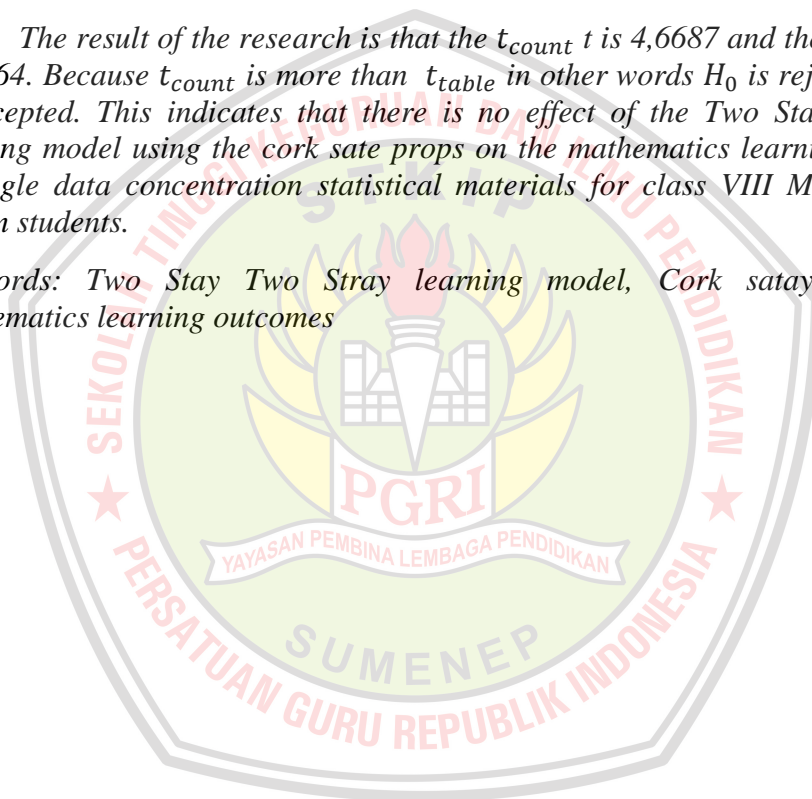 The result of the research is that the t_count t is 4,6687 and the
64. Because t_count is more than t_table in other words H_0 is rej
cepted. This indicates that there is no effect of the Two Sta
ng model using the cork sate props on the mathematics learni
gle data concentration statistical materials for class VIII M
n students.
ords: Two Stay Two Stray learning model, Cork satay
ematics learning outcomes
SEKOLAH TINGGI KEGURUAN DAN ILMU PENDIDIKAN
STKIP
PGRI
YAYASAN PEMBINA LEMBAGA PENDIDIKAN
SUMENEP
PERSATUAN GURU REPUBLIK INDONESIA